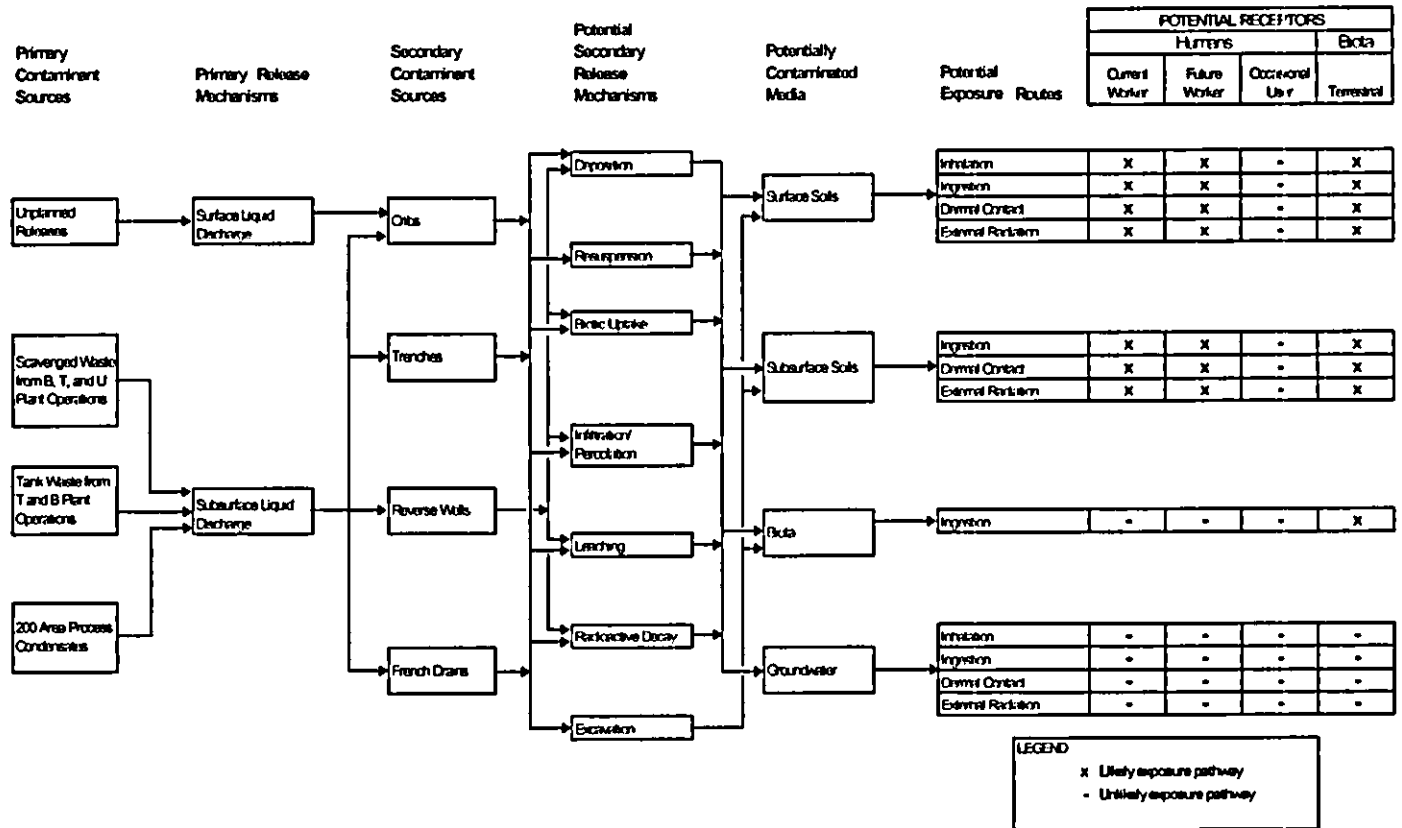 POTENTIAL RECEPTORS
Humans Biota
Current Worker
Future Worker
Occasional User
Terrestrial
Primary
Contaminant
Sources
Primary Release
Mechanisms
Secondary
Contaminant
Sources
Potential
Secondary
Release
Mechanisms
Potentially
Contaminated
Media
Potential
Exposure Routes
Unplanned
Releases
Scavenged Waste
from B, T, and U
Plant Operations
Tank Waste from
T and B Plant
Operations
200 Area Process
Condensates
Surface Liquid
Discharge
Subsurface Liquid
Discharge
Cribs
Trenches
Reverse Wells
French Drains
Deposition
Resuspension
Biotic Uptake
Infiltration/
Percolation
Leaching
Radioactive Decay
Excavation
Surface Soils
Subsurface Soils
Biota
Groundwater
Inhalation x x - x
Ingestion x x - x
Dermal Contact x x - x
External Radiation x x - x
Ingestion x x - x
Dermal Contact x x - x
External Radiation x x - x
Ingestion - - - x
Inhalation - - - -
Ingestion - - - -
Dermal Contact - - - -
External Radiation - - - -
LEGEND
x Likely exposure pathway
- Unlikely exposure pathway